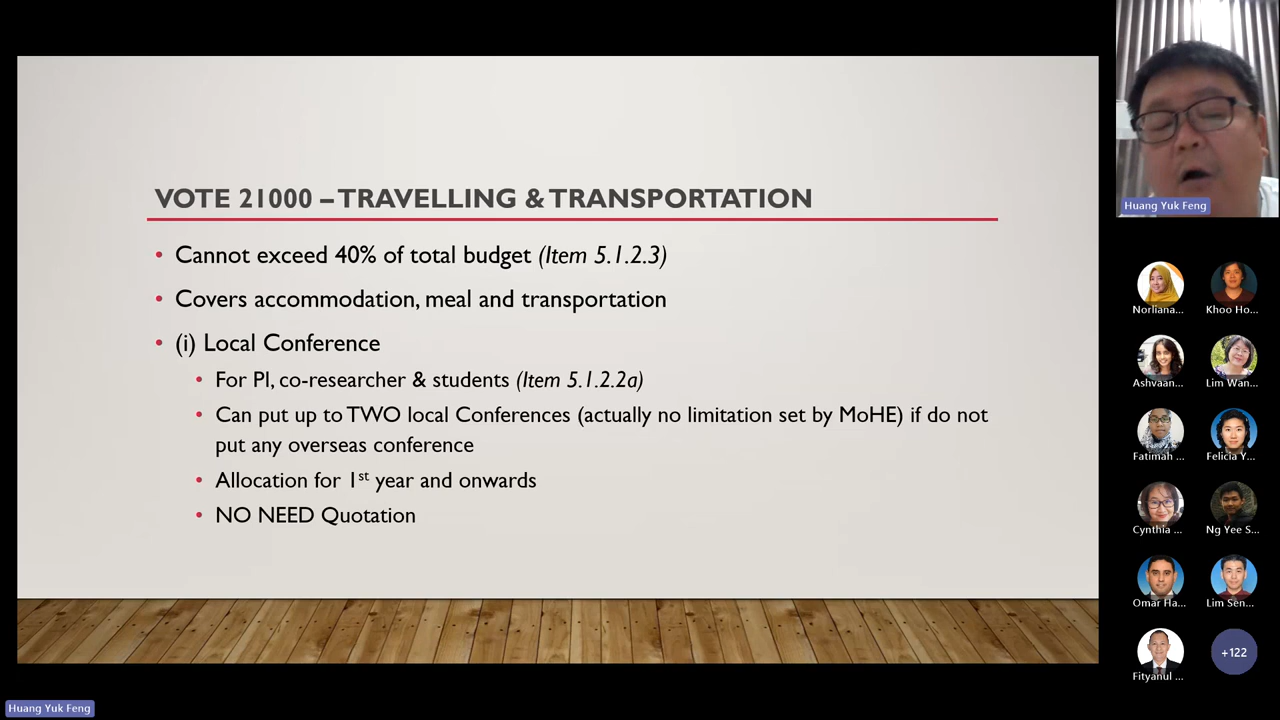 VOTE 21000 – TRAVELLING & TRANSPORTATION
• Cannot exceed 40% of total budget (Item 5.1.2.3)
• Covers accommodation, meal and transportation
• (i) Local Conference
• For PI, co-researcher & students (Item 5.1.2.2a)
• Can put up to TWO local Conferences (actually no limitation set by MoHE) if do not
put any overseas conference
• Allocation for 1st year and onwards
• NO NEED Quotation
Huang Yuk Feng
Norliana...
Khoo Ho...
Ashvaan...
Lim Wan...
Fatimah ...
Felicia Y...
Cynthia ...
Ng Yee S...
Omar Ha...
Lim Sen...
Fityanul ...
+122
Huang Yuk Feng